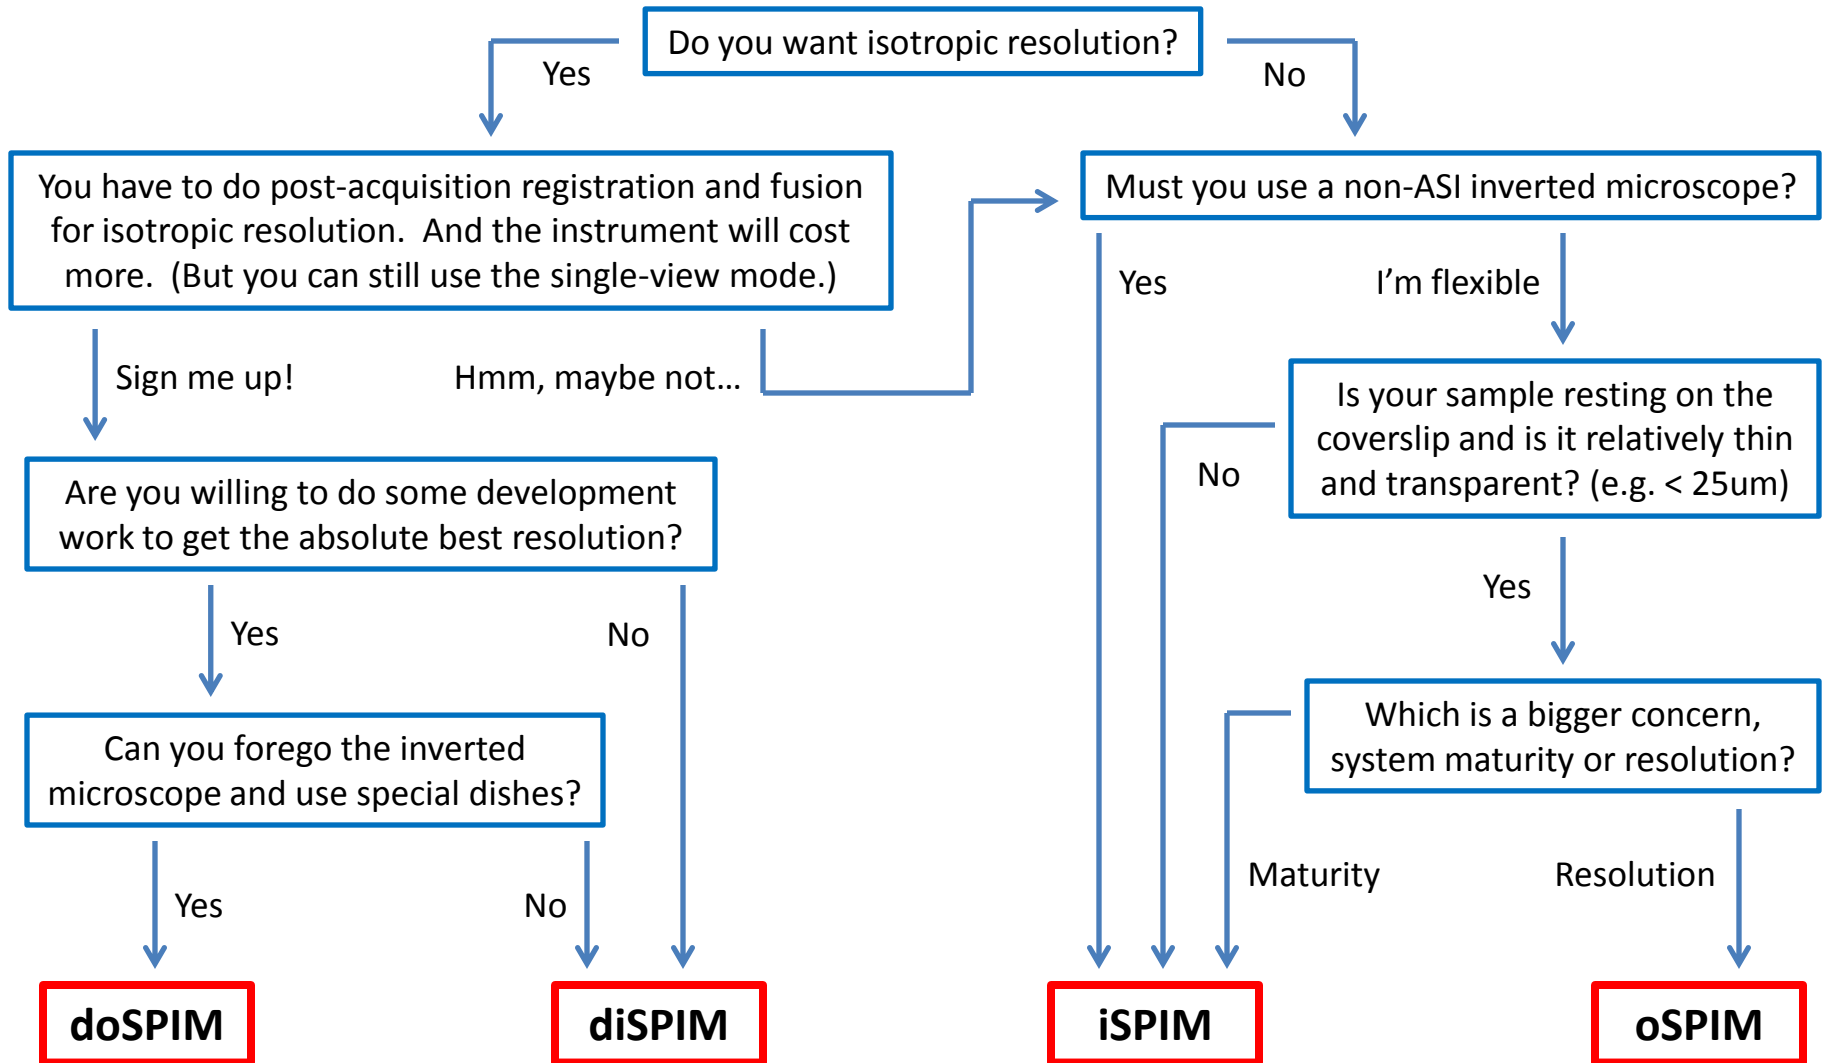 Do you want isotropic resolution?
Yes
No
You have to do post-acquisition registration and fusion
for isotropic resolution.  And the instrument will cost
more.  (But you can still use the single-view mode.)
Must you use a non-ASI inverted microscope?
Yes
I’m flexible
Sign me up!
Hmm, maybe not…
Is your sample resting on the
coverslip and is it relatively thin
and transparent? (e.g. < 25um)
No
Are you willing to do some development
work to get the absolute best resolution?
Yes
Yes
No
Which is a bigger concern,
system maturity or resolution?
Can you forego the inverted
microscope and use special dishes?
Maturity
Resolution
Yes
No
doSPIM
diSPIM
iSPIM
oSPIM